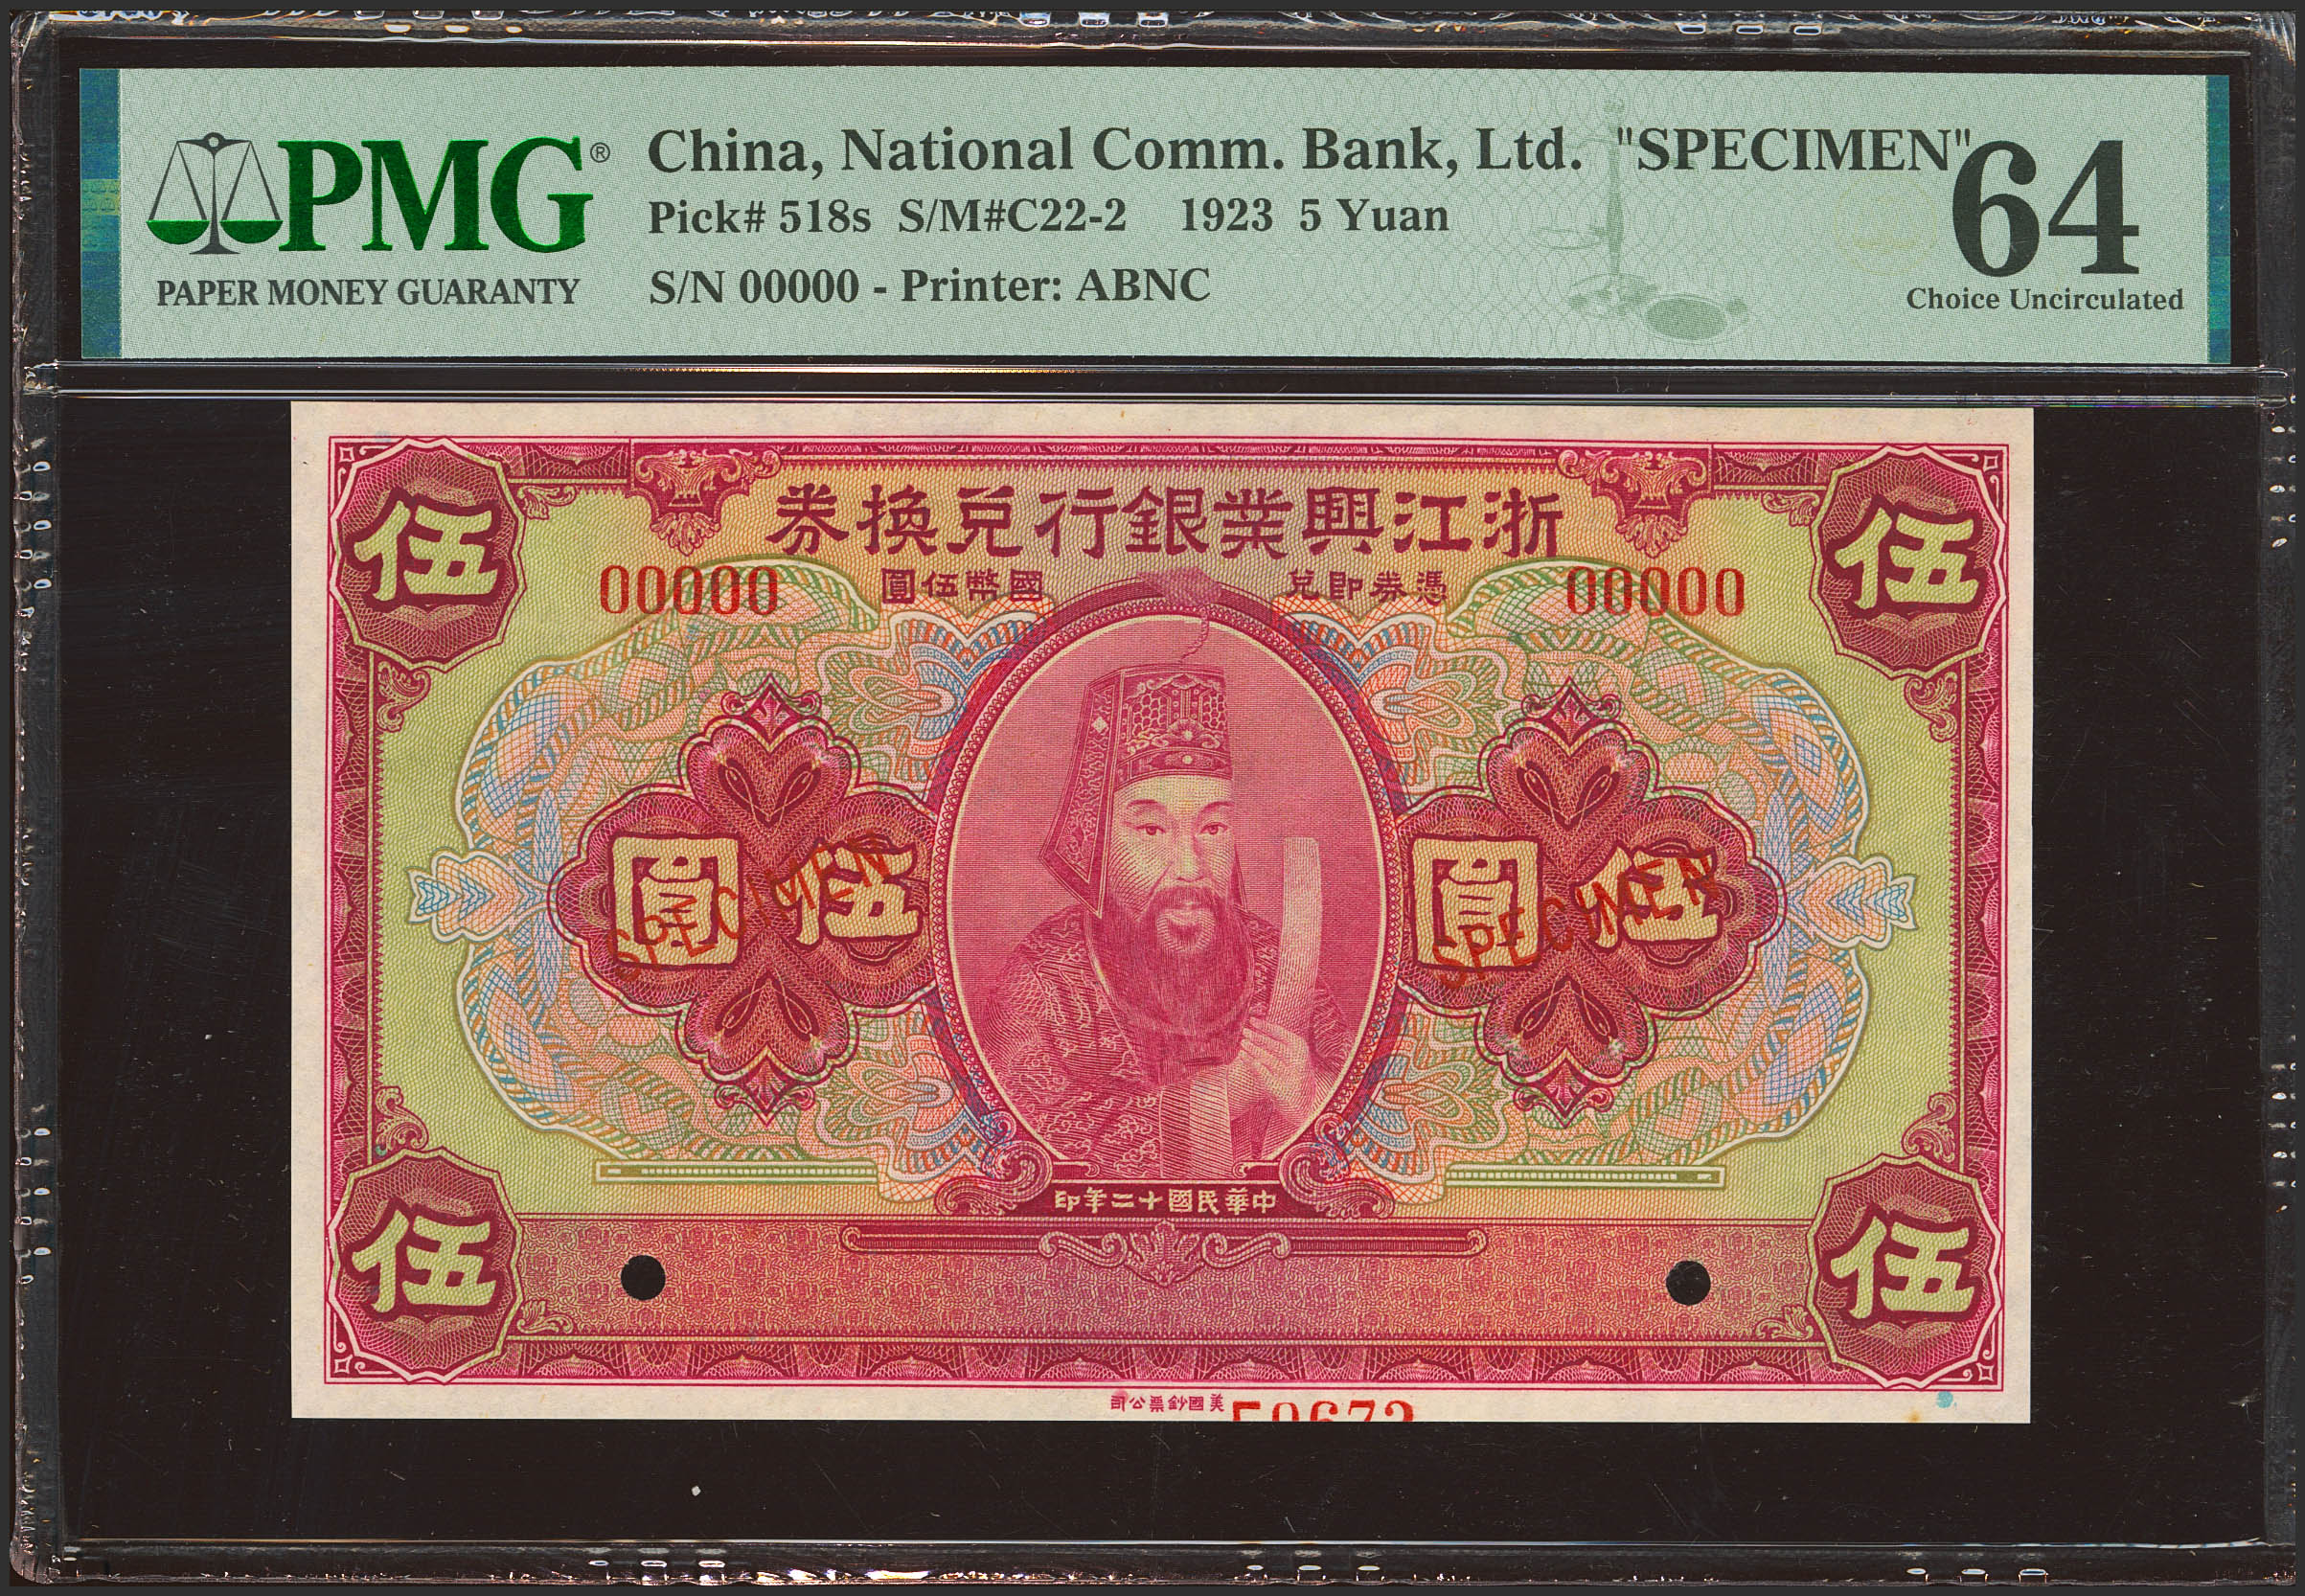 PMG®
PAPER MONEY GUARANTY
China, National Comm. Bank, Ltd. "SPECIMEN"
Pick# 518s S/M#C22-2 1923 5 Yuan
S/N 00000 - Printer: ABNC
64
Choice Uncirculated
伍
伍
浙江興業銀行兌換券
00000
憑券即兌
國幣伍圓
00000
伍圓
伍圓
SPECIMEN
SPECIMEN
中華民國十二年印
伍
伍
美國鈔票公司